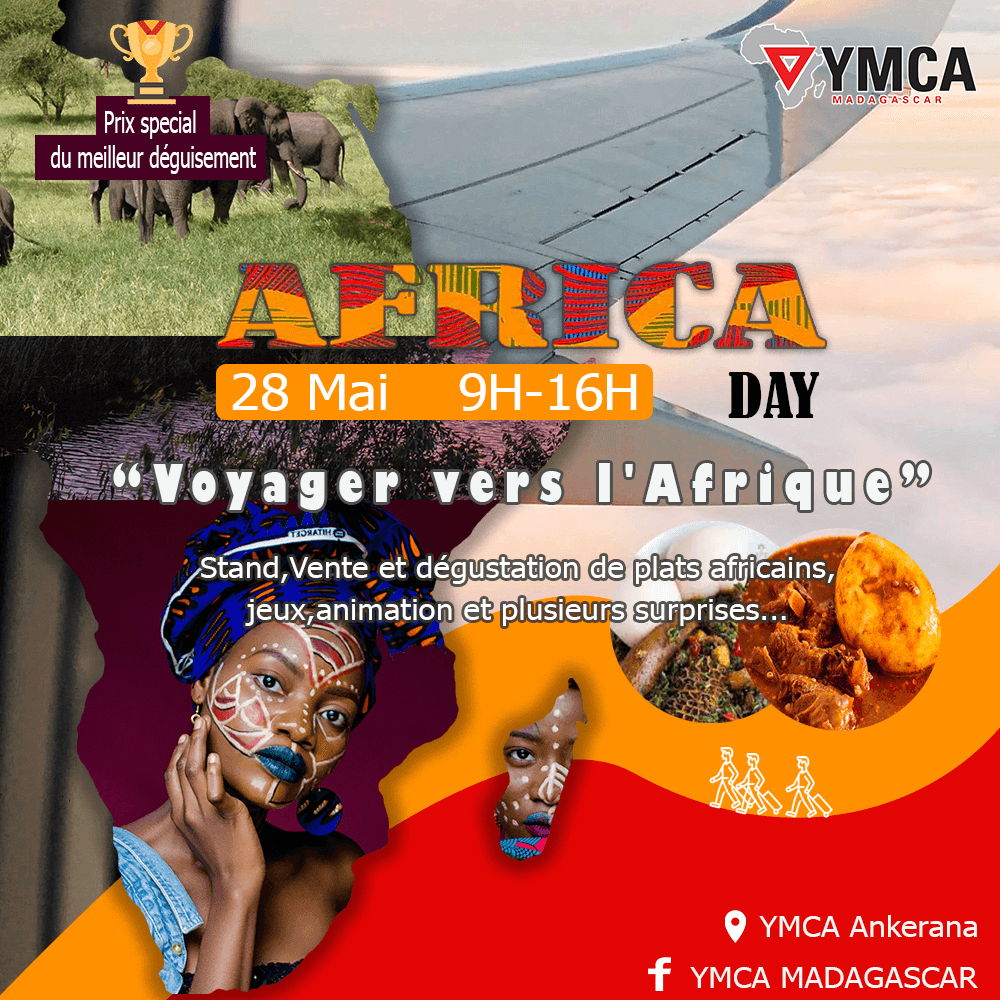 YMCA
MADAGASCAR
Prix special
du meilleur déguisement
AFRICA
28 Mai 9H-16H
DAY
“Voyager vers l'Afrique”
HITARGET
Stand,Vente et dégustation de plats africains,
jeux,animation et plusieurs surprises...
YMCA Ankerana
YMCA MADAGASCAR